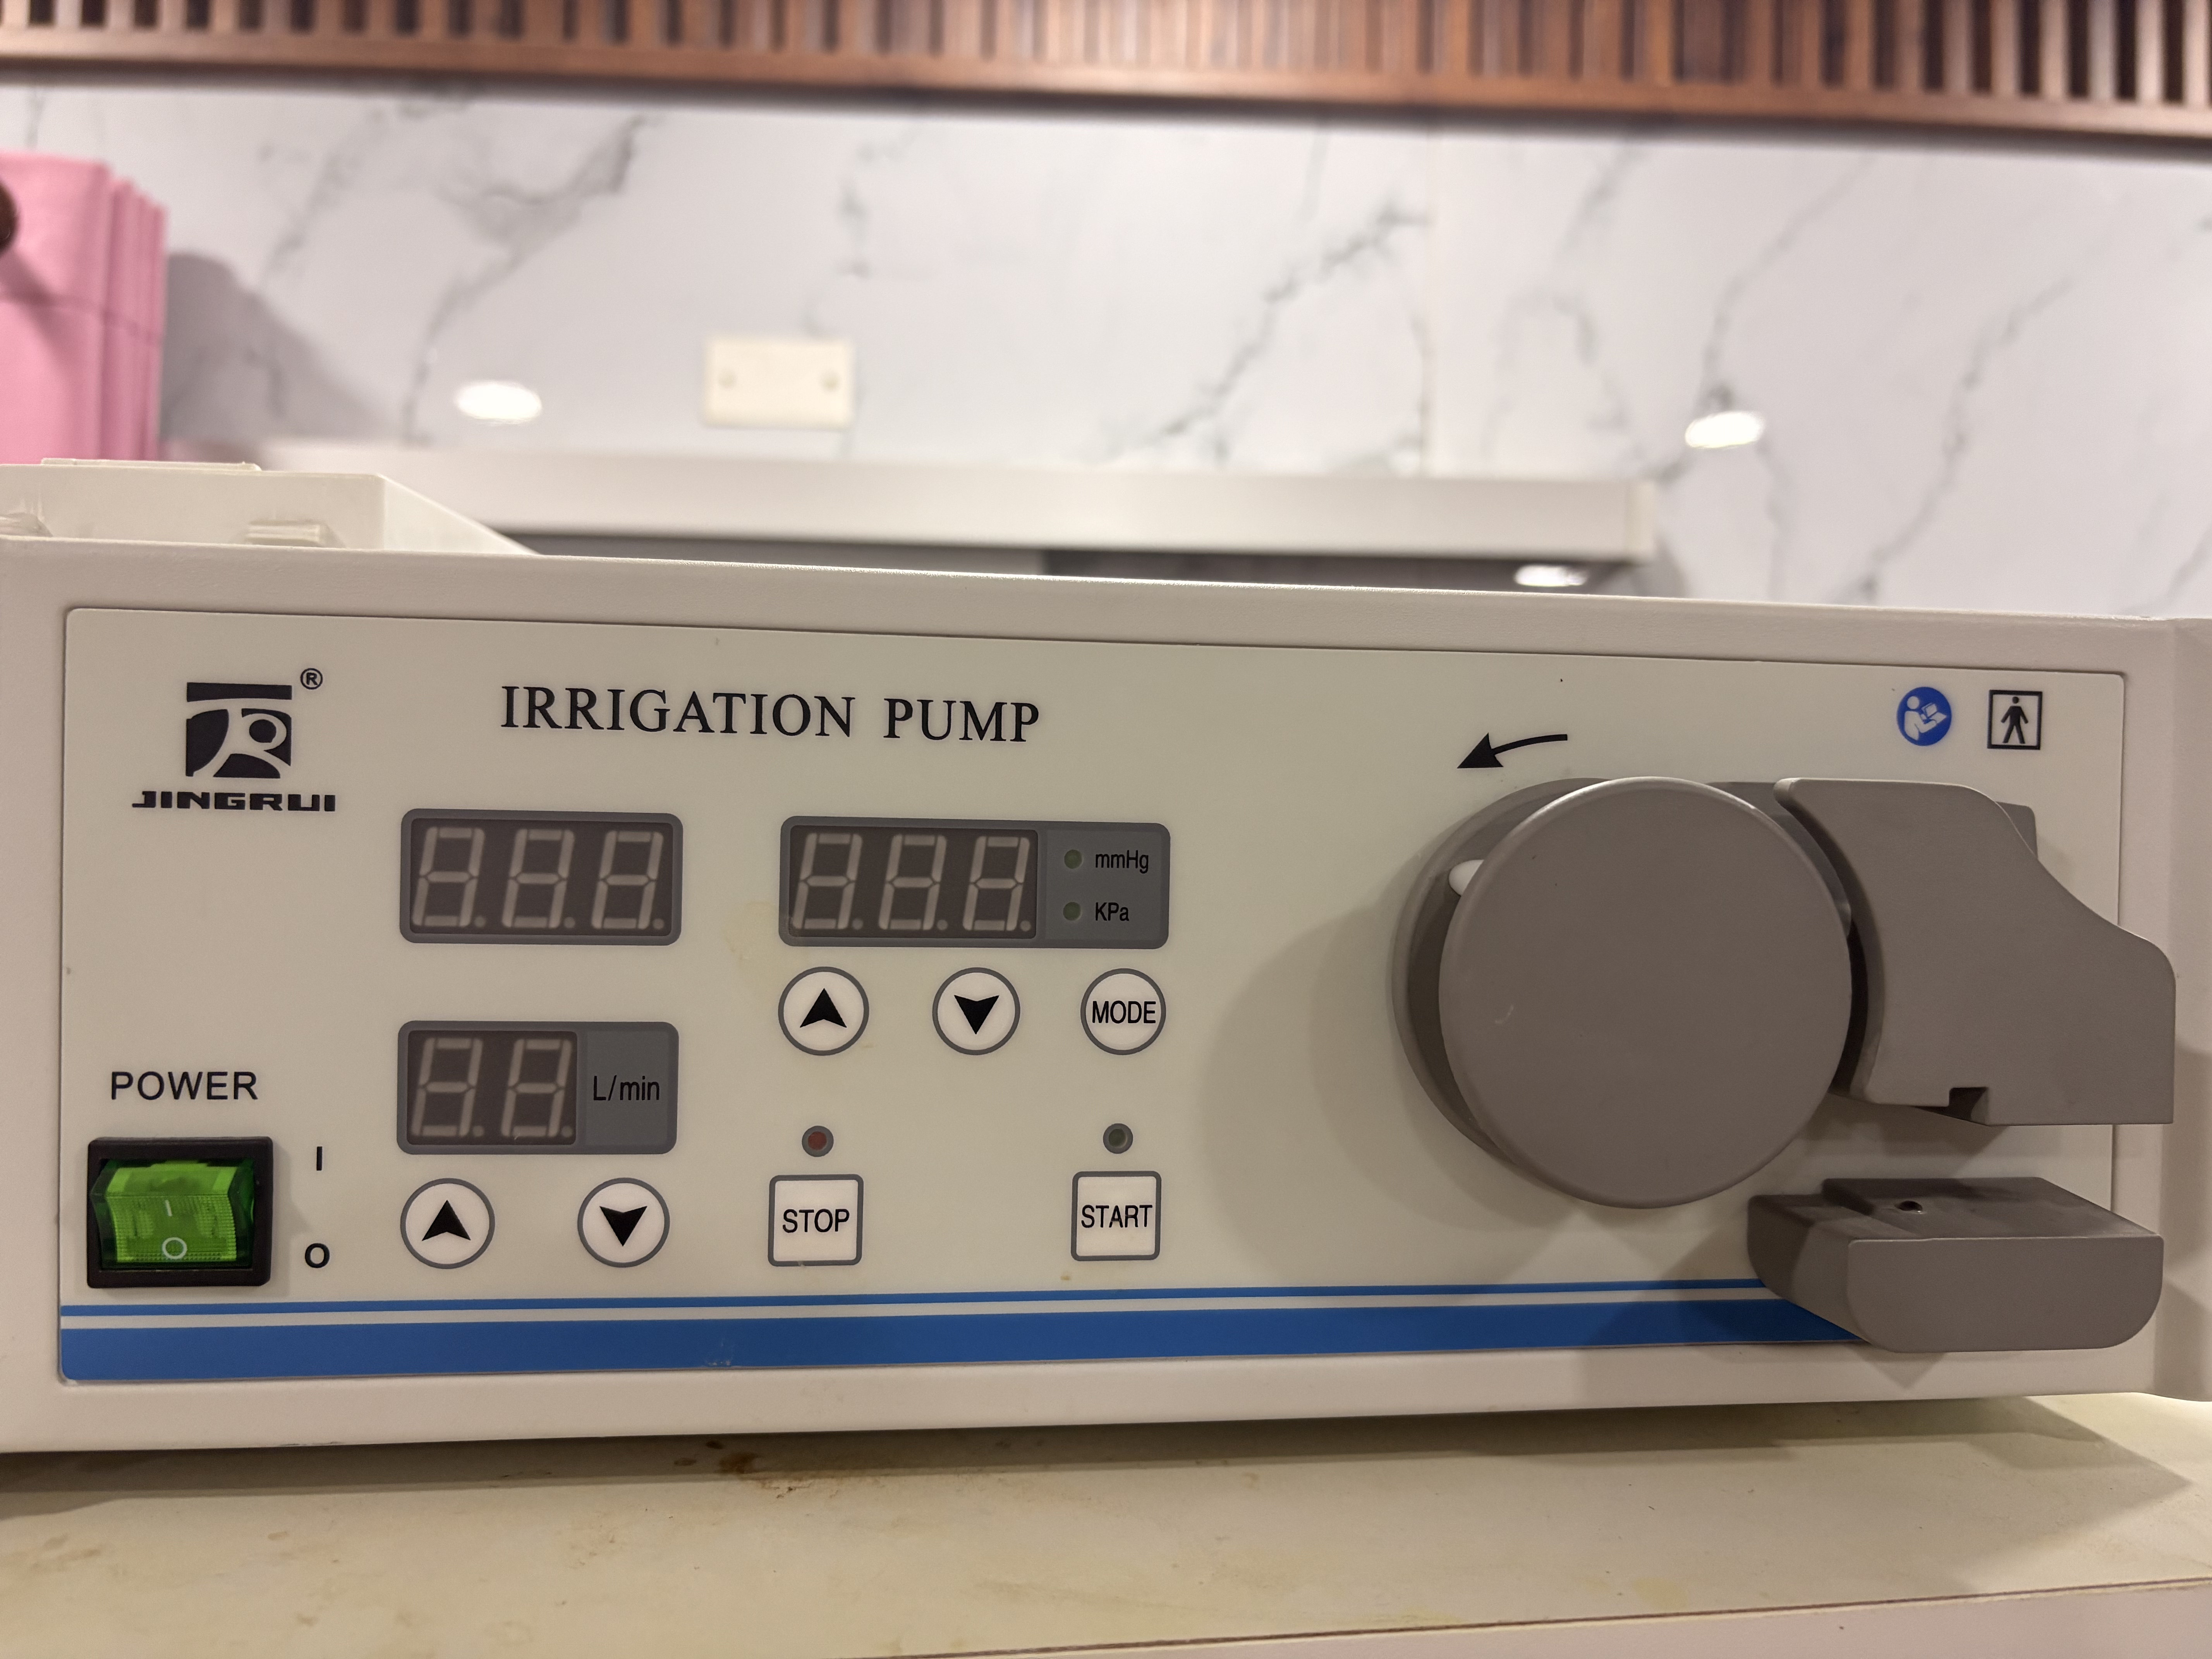 ®
JINGRUI
IRRIGATION PUMP
mmHg
KPa
MODE
L/min
POWER
I
O
I
O
STOP
START